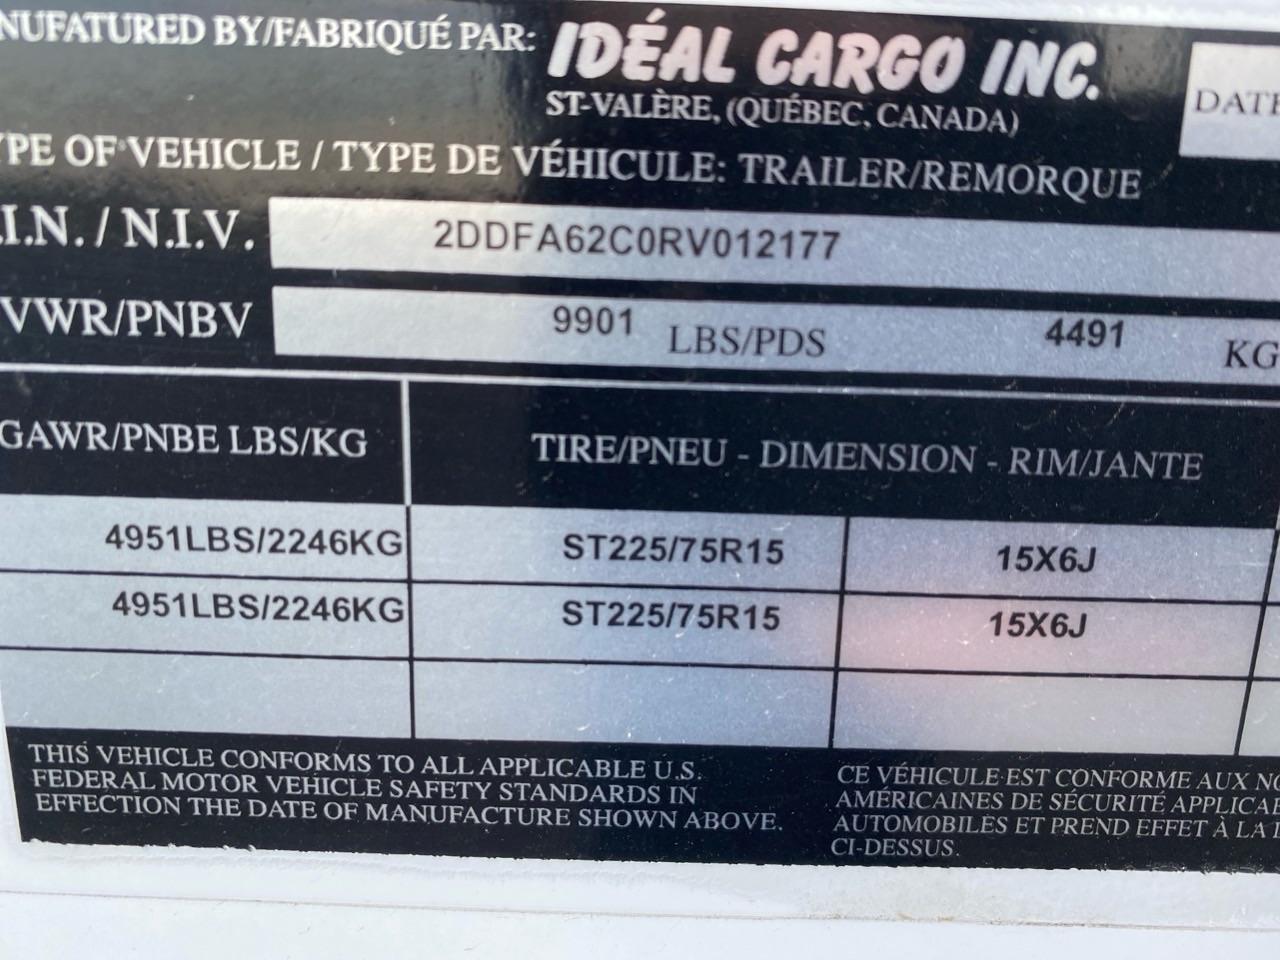 NUFATURED BY/FABRIQUÉ PAR: IDÉAL CARGO INC.
ST-VALÈRE, (QUÉBEC, CANADA)
DATE
YPE OF VEHICLE / TYPE DE VÉHICULE: TRAILER/REMORQUE
.I.N. / N.I.V. 2DDFA62C0RV012177
VWR/PNBV 9901 LBS/PDS 4491 KG
GAWR/PNBE LBS/KG TIRE/PNEU - DIMENSION - RIM/JANTE
4951LBS/2246KG ST225/75R15 15X6J
4951LBS/2246KG ST225/75R15 15X6J
THIS VEHICLE CONFORMS TO ALL APPLICABLE U.S.
FEDERAL MOTOR VEHICLE SAFETY STANDARDS IN
EFFECTION THE DATE OF MANUFACTURE SHOWN ABOVE.
CE VÉHICULE EST CONFORME AUX NO
AMÉRICAINES DE SÉCURITÉ APPLICAB
AUTOMOBILES ET PREND EFFET À LA D
CI-DESSUS.